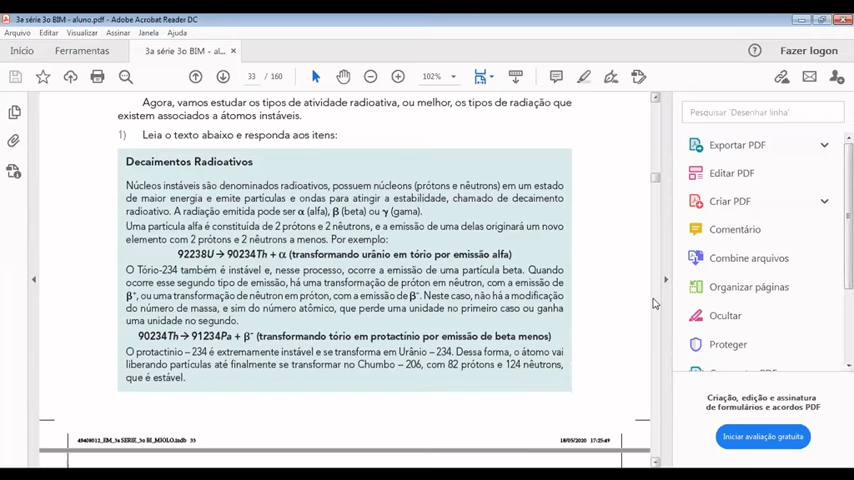 3a série 3o BIM - aluno.pdf - Adobe Acrobat Reader DC
Arquivo Editar Visualizar Assinar Janela Ajuda
Início Ferramentas 3a série 3o BIM - al... × Fazer logon
33 / 160 102%
Agora, vamos estudar os tipos de atividade radioativa, ou melhor, os tipos de radiação que
existem associados a átomos instáveis.
1) Leia o texto abaixo e responda aos itens:
Decaimentos Radioativos
Núcleos instáveis são denominados radioativos, possuem núcleons (prótons e nêutrons) em um estado
de maior energia e emite partículas e ondas para atingir a estabilidade, chamado de decaimento
radioativo. A radiação emitida pode ser α (alfa), β (beta) ou γ (gama).
Uma partícula alfa é constituída de 2 prótons e 2 nêutrons, e a emissão de uma delas originará um novo
elemento com 2 prótons e 2 nêutrons a menos. Por exemplo:
92238U → 90234Th + α (transformando urânio em tório por emissão alfa)
O Tório-234 também é instável e, nesse processo, ocorre a emissão de uma partícula beta. Quando
ocorre esse segundo tipo de emissão, há uma transformação de próton em nêutron, com a emissão de
β⁺, ou uma transformação de nêutron em próton, com a emissão de β⁻. Neste caso, não há a modificação
do número de massa, e sim do número atômico, que perde uma unidade no primeiro caso ou ganha
uma unidade no segundo.
90234Th → 91234Pa + β⁻ (transformando tório em protactínio por emissão de beta menos)
O protactinio – 234 é extremamente instável e se transforma em Urânio – 234. Dessa forma, o átomo vai
liberando partículas até finalmente se transformar no Chumbo – 206, com 82 prótons e 124 nêutrons,
que é estável.
49409012_EM_3a SERIE_3o BI_MIOLO.indb 33 18/05/2020 17:25:49
Pesquisar 'Desenhar linha'
Exportar PDF
Editar PDF
Criar PDF
Comentário
Combine arquivos
Organizar páginas
Ocultar
Proteger
Criação, edição e assinatura
de formulários e acordos PDF
Iniciar avaliação gratuita